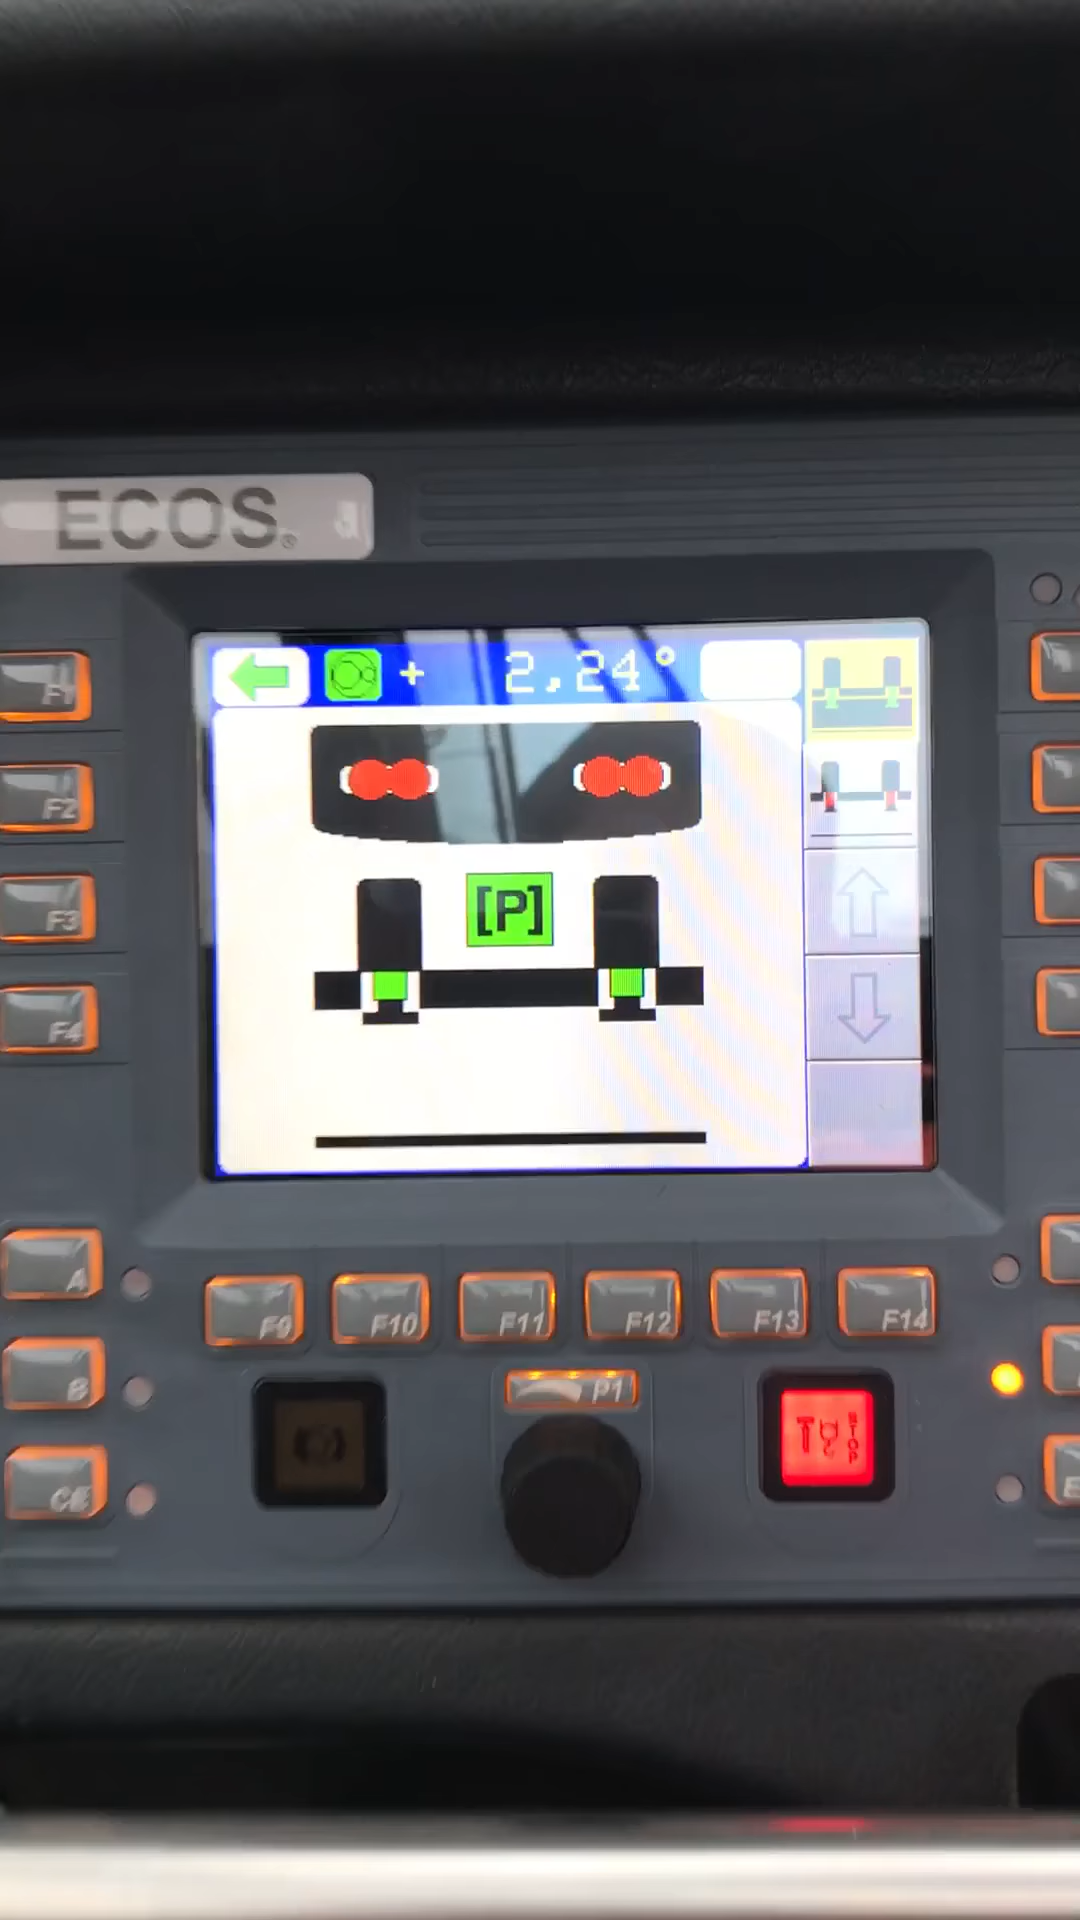 ECOS®
+ 2,24°
F1
F2
[P]
F3
F4
A
F9 F10 F11 F12 F13 F14
B
P1
STOP
CE
E